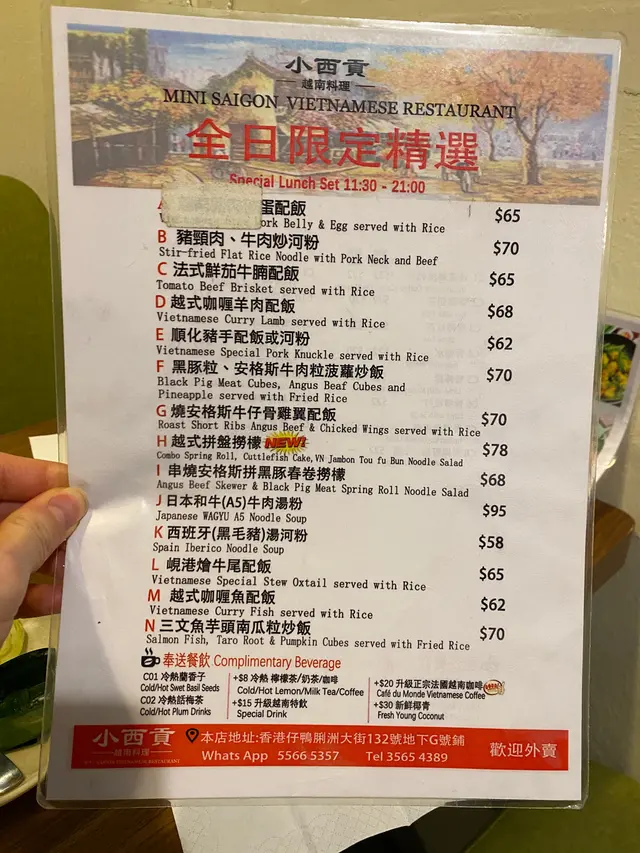 小西貢
越南料理
MINI SAIGON VIETNAMESE RESTAURANT
全日限定精選
Special Lunch Set 11:30 - 21:00
蛋配飯 $65
ork Belly & Egg served with Rice
B 豬頸肉、牛肉炒河粉 $70
Stir-fried Flat Rice Noodle with Pork Neck and Beef
C 法式鮮茄牛腩配飯 $65
Tomato Beef Brisket served with Rice
D 越式咖喱羊肉配飯 $68
Vietnamese Curry Lamb served with Rice
E 順化豬手配飯或河粉 $62
Vietnamese Special Pork Knuckle served with Rice
F 黑豚粒、安格斯牛肉粒菠蘿炒飯 $70
Black Pig Meat Cubes, Angus Beaf Cubes and
Pineapple served with Fried Rice
G 燒安格斯牛仔骨雞翼配飯 $70
Roast Short Ribs Angus Beef & Chicken Wings served with Rice
H 越式拼盤撈檬 NEW! $78
Combo Spring Roll, Cuttlefish Cake,VN Jambon Tou fu Bun Noodle Salad
I 串燒安格斯拼黑豚春卷撈檬 $68
Angus Beef Skewer & Black Pig Meat Spring Roll Noodle Salad
J 日本和牛(A5)牛肉湯粉 $95
Japanese WAGYU A5 Noodle Soup
K 西班牙(黑毛豬)湯河粉 $58
Spain Iberico Noodle Soup
L 峴港燴牛尾配飯 $65
Vietnamese Special Stew Oxtail served with Rice
M 越式咖喱魚配飯 $62
Vietnamese Curry Fish served with Rice
N 三文魚芋頭南瓜粒炒飯 $70
Salmon Fish, Taro Root & Pumpkin Cubes served with Fried Rice
奉送餐飲 Complimentary Beverage
C01 冷熱蘭香子
Cold/Hot Swet Basil Seeds
C02 冷熱話梅茶
Cold/Hot Plum Drinks
+$8 冷熱 檸檬茶/奶茶/咖啡
Cold/Hot Lemon/Milk Tea/Coffee
+$15 升級越南特飲
Special Drink
+$20 升級正宗法國越南咖啡
Café du Monde Vietnamese Coffee
+$30 新鮮椰青
Fresh Young Coconut
小西貢
越南料理
本店地址:香港仔鴨脷洲大街132號地下G號鋪
Whats App 5566 5357 Tel 3565 4389
歡迎外賣